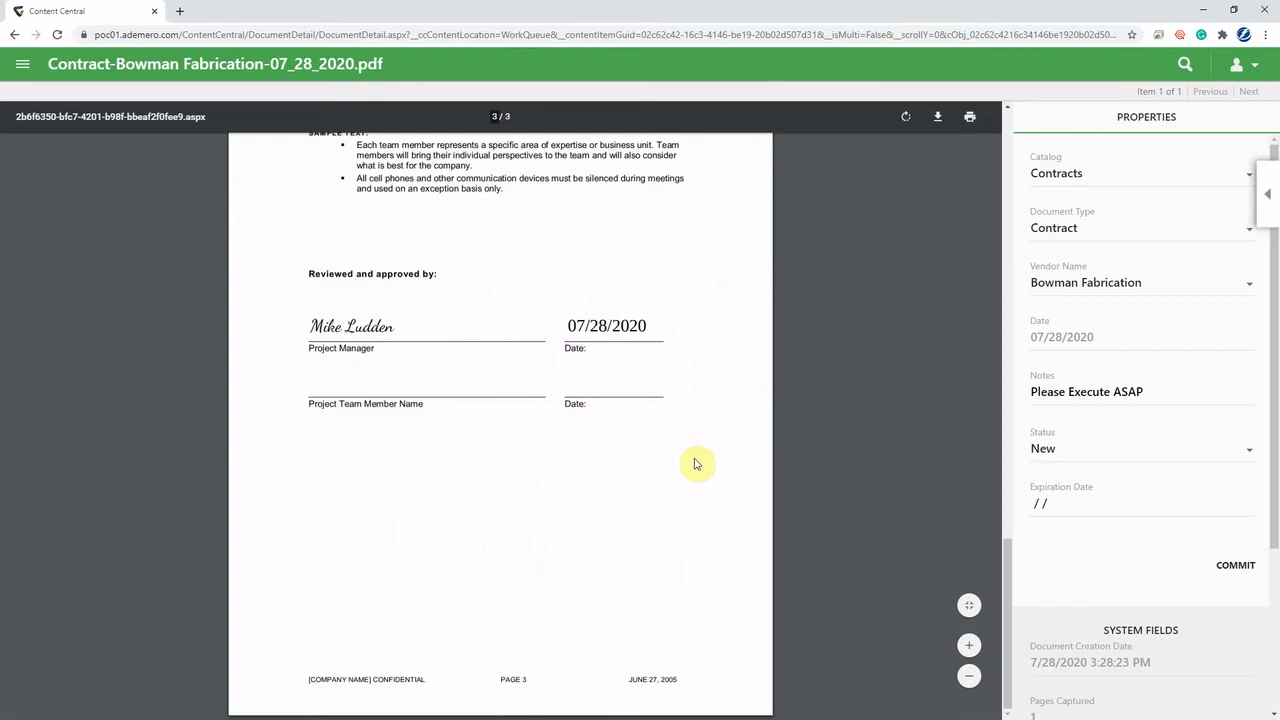 Content Central
poc01.ademero.com/ContentCentral/DocumentDetail/DocumentDetail.aspx?__ccContentLocation=WorkQueue&__contentItemGuid=02c62c42-16c3-4146-be19-20b02d507d31&__isMulti=False&__scrollY=0&cObj_02c62c4216c34146be1920b02d50...
Contract-Bowman Fabrication-07_28_2020.pdf
Item 1 of 1 Previous Next
2b6f6350-bfc7-4201-b98f-bbeaf2f0fee9.aspx
3 / 3
SAMPLE TEXT:
Each team member represents a specific area of expertise or business unit. Team
members will bring their individual perspectives to the team and will also consider
what is best for the company.
All cell phones and other communication devices must be silenced during meetings
and used on an exception basis only.
Reviewed and approved by:
Mike Ludden 07/28/2020
Project Manager Date:
Project Team Member Name Date:
[COMPANY NAME] CONFIDENTIAL PAGE 3 JUNE 27, 2005
PROPERTIES
Catalog
Contracts
Document Type
Contract
Vendor Name
Bowman Fabrication
Date
07/28/2020
Notes
Please Execute ASAP
Status
New
Expiration Date
/ /
COMMIT
SYSTEM FIELDS
Document Creation Date
7/28/2020 3:28:23 PM
Pages Captured
1